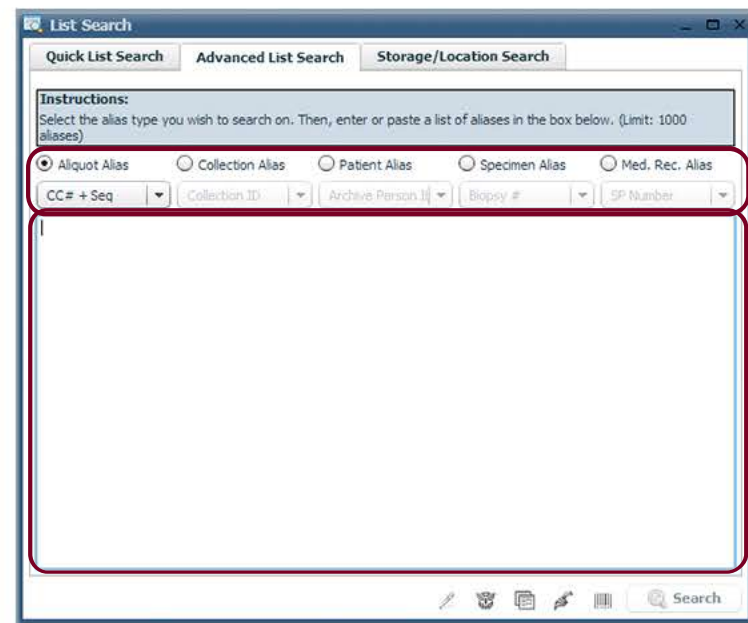 List Search
Quick List Search Advanced List Search Storage/Location Search
Instructions:
Select the alias type you wish to search on. Then, enter or paste a list of aliases in the box below. (Limit: 1000
aliases)
Aliquot Alias Collection Alias Patient Alias Specimen Alias Med. Rec. Alias
CC# + Seq Collection ID Archive Person Biopsy # SP Number
Search